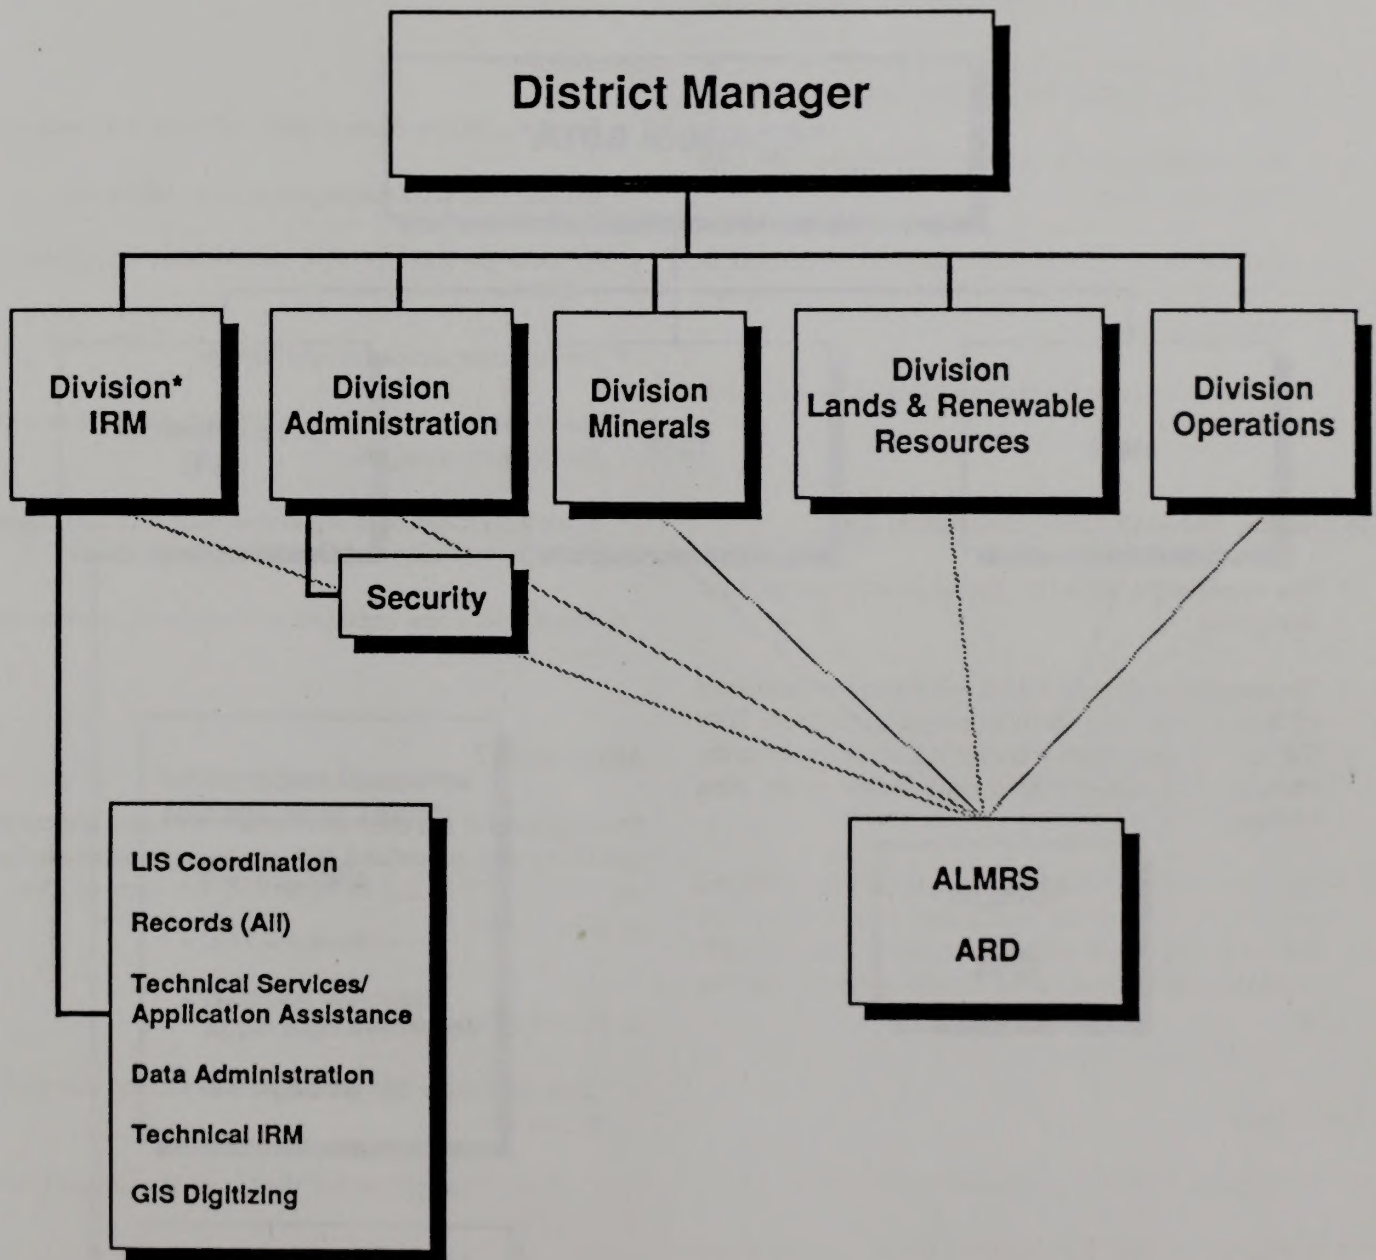 District Manager
Division*
IRM
Division
Administration
Division
Minerals
Division
Lands & Renewable
Resources
Division
Operations
Security
LIS Coordination
Records (All)
Technical Services/
Application Assistance
Data Administration
Technical IRM
GIS Digitizing
ALMRS
ARD